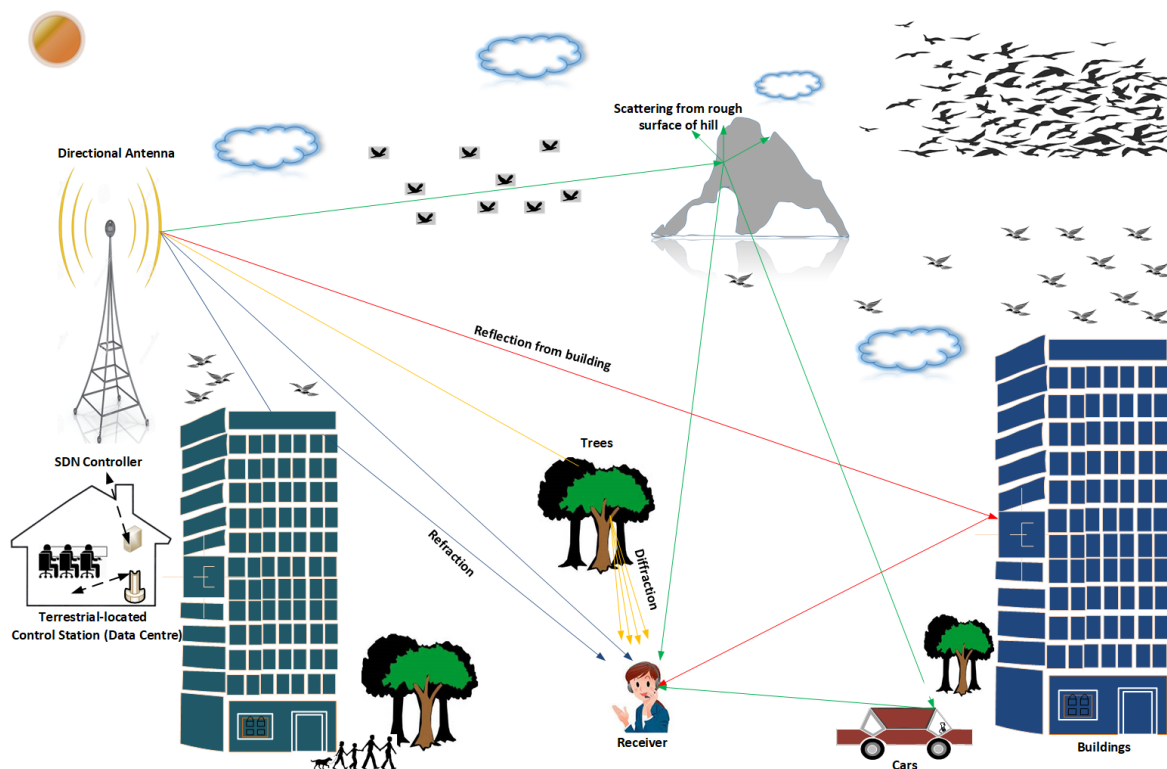 Scattering from rough
surface of hill
Directional Antenna
Reflection from building
Trees
SDN Controller
Refraction
Diffraction
Terrestrial-located
Control Station (Data Centre)
Receiver
Cars
Buildings